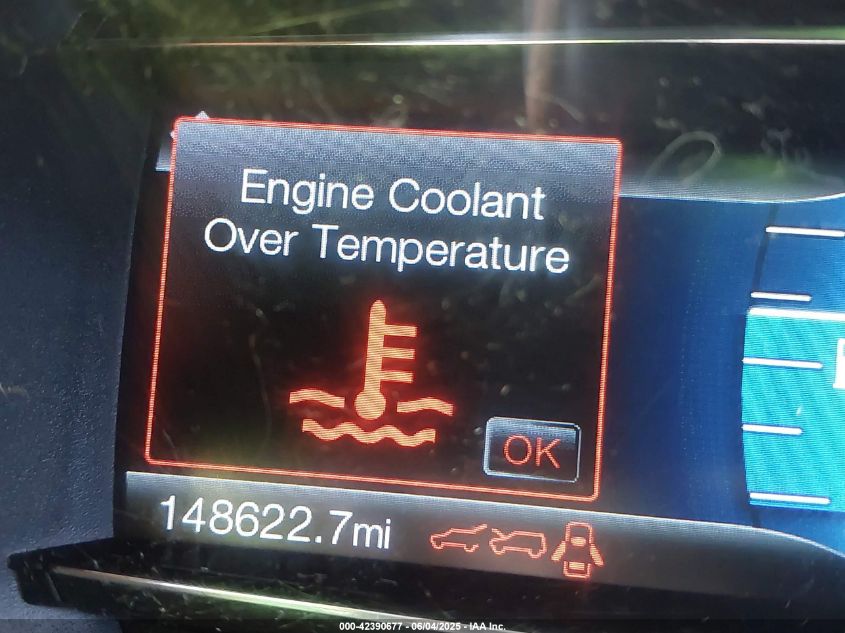 Engine Coolant
Over Temperature
OK
148622.7mi
000-42390677 - 06/04/2025 - IAA Inc.